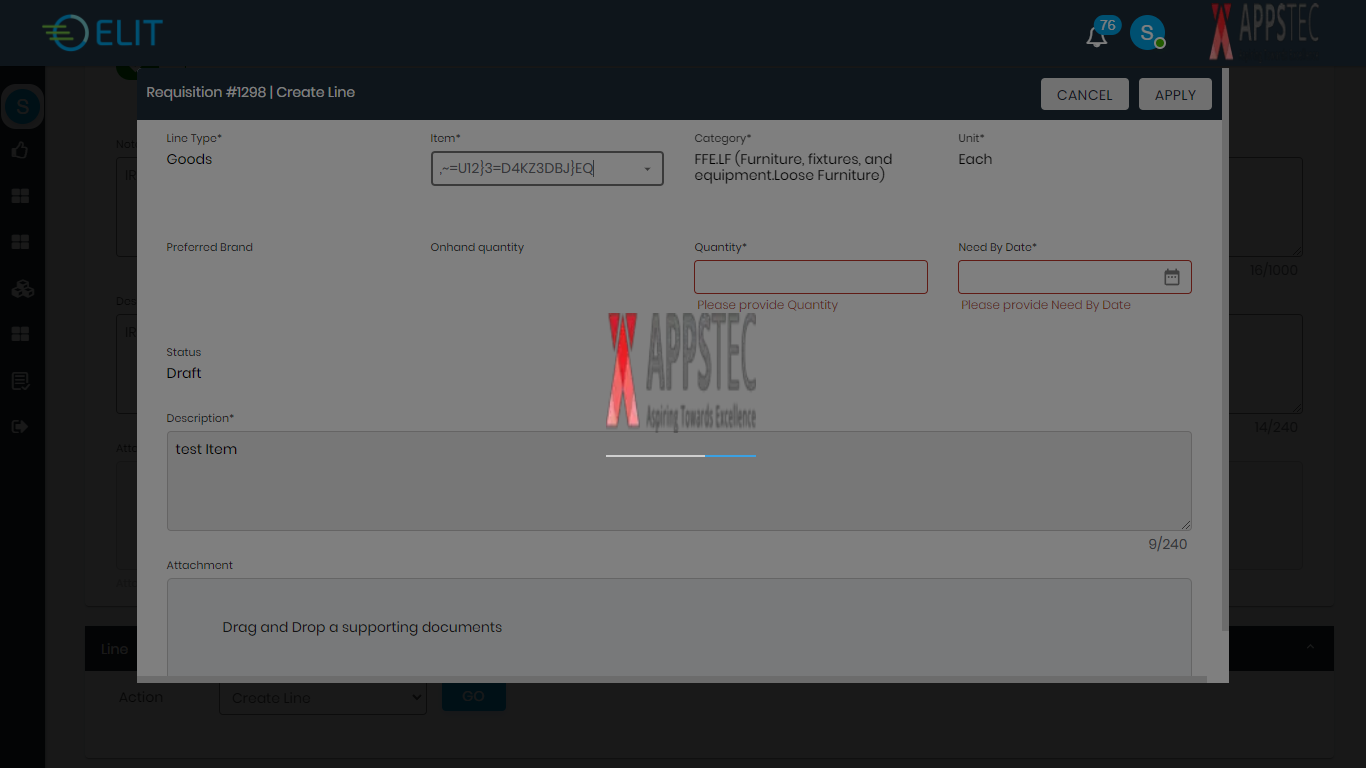 ELIT
76
S
APPSTEC
Requisition #1298 | Create Line
CANCEL
APPLY
S
Line Type*
Item*
Category*
Unit*
Goods
,~=U12}3=D4KZ3DBJ}EQ
FFE.LF (Furniture, fixtures, and
equipment.Loose Furniture)
Each
Preferred Brand
Onhand quantity
Quantity*
Need By Date*
16/1000
Please provide Quantity
Please provide Need By Date
APPSTEC
Aspiring Towards Excellence
Status
Draft
Description*
14/240
test Item
9/240
Attachment
Drag and Drop a supporting documents
Line
Action
Create Line
GO